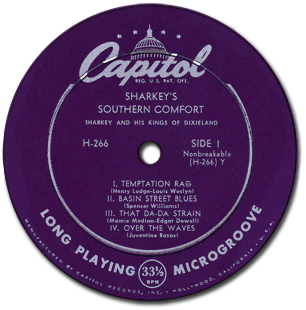 Capitol
REG. U.S. PAT. OFF.
SHARKEY'S
SOUTHERN COMFORT
SHARKEY AND HIS KINGS OF DIXIELAND
H-266
SIDE 1
Nonbreakable
(H-266) Y
I. TEMPTATION RAG
(Henry Lodge-Louis Weslyn)
II. BASIN STREET BLUES
(Spencer Williams)
III. THAT DA-DA STRAIN
(Mamie Medina-Edgar Dowell)
IV. OVER THE WAVES
(Juventino Rosas)
LONG PLAYING 33⅓ RPM MICROGROOVE
MANUFACTURED BY CAPITOL RECORDS, INC. • HOLLYWOOD, CALIFORNIA, U.S.A.